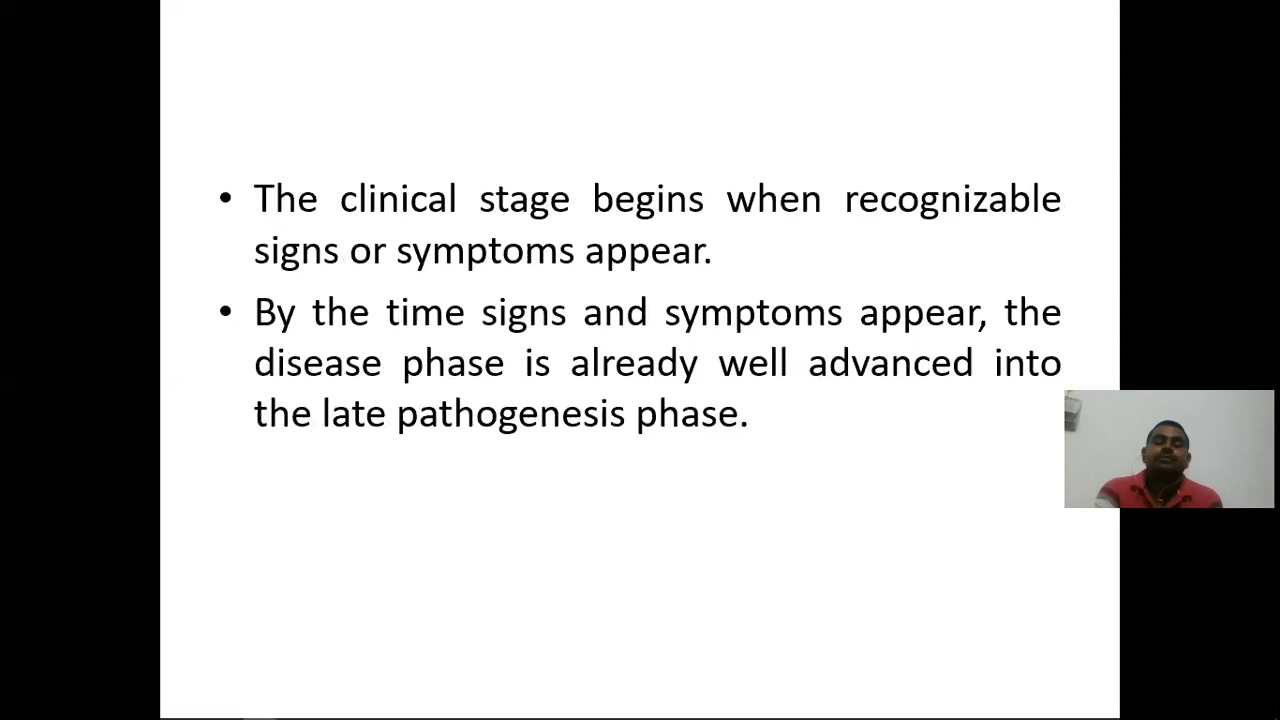 • The clinical stage begins when recognizable
signs or symptoms appear.
• By the time signs and symptoms appear, the
disease phase is already well advanced into
the late pathogenesis phase.